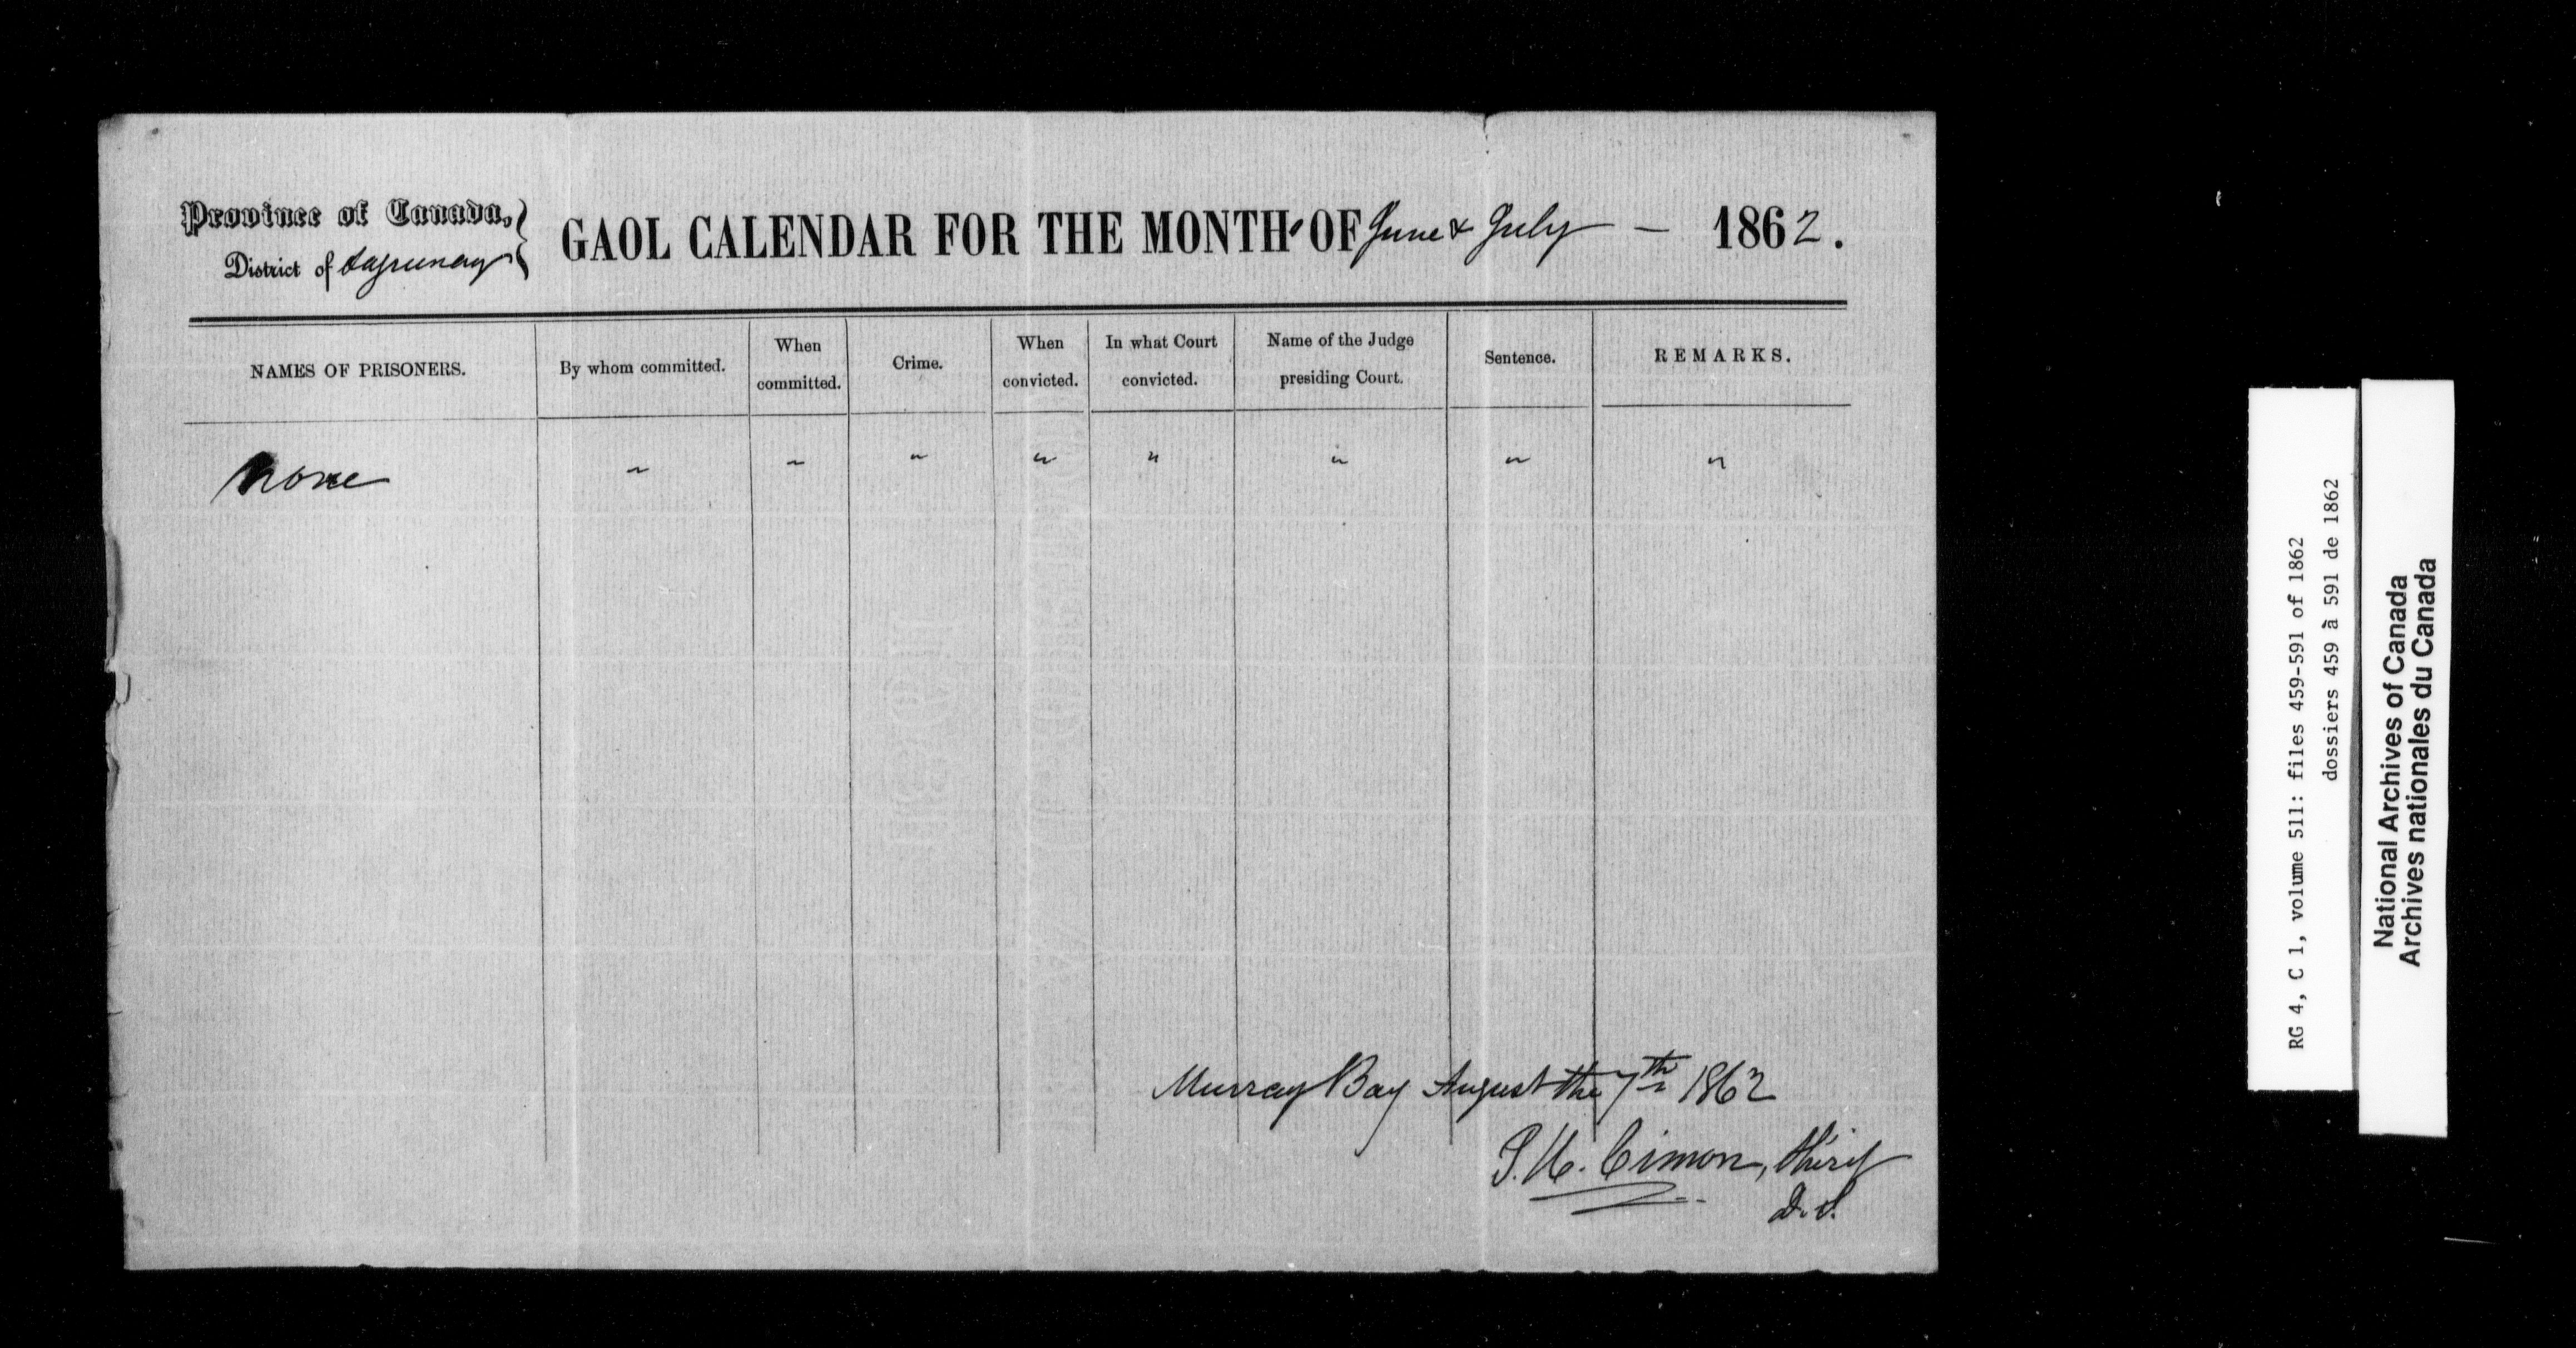 Province of Canada,
District of Saguenay
GAOL CALENDAR FOR THE MONTH OF June & July — 1862.
NAMES OF PRISONERS.
By whom committed.
When
committed.
Crime.
When
convicted.
In what Court
convicted.
Name of the Judge
presiding Court.
Sentence.
REMARKS.
None " " " " " " " "
Murray Bay August the 7th 1862
S. H. Cimon, Shérif
D. S.
RG 4, C 1, volume 511: files 459-591 of 1862
dossiers 459 à 591 de 1862
National Archives of Canada
Archives nationales du Canada